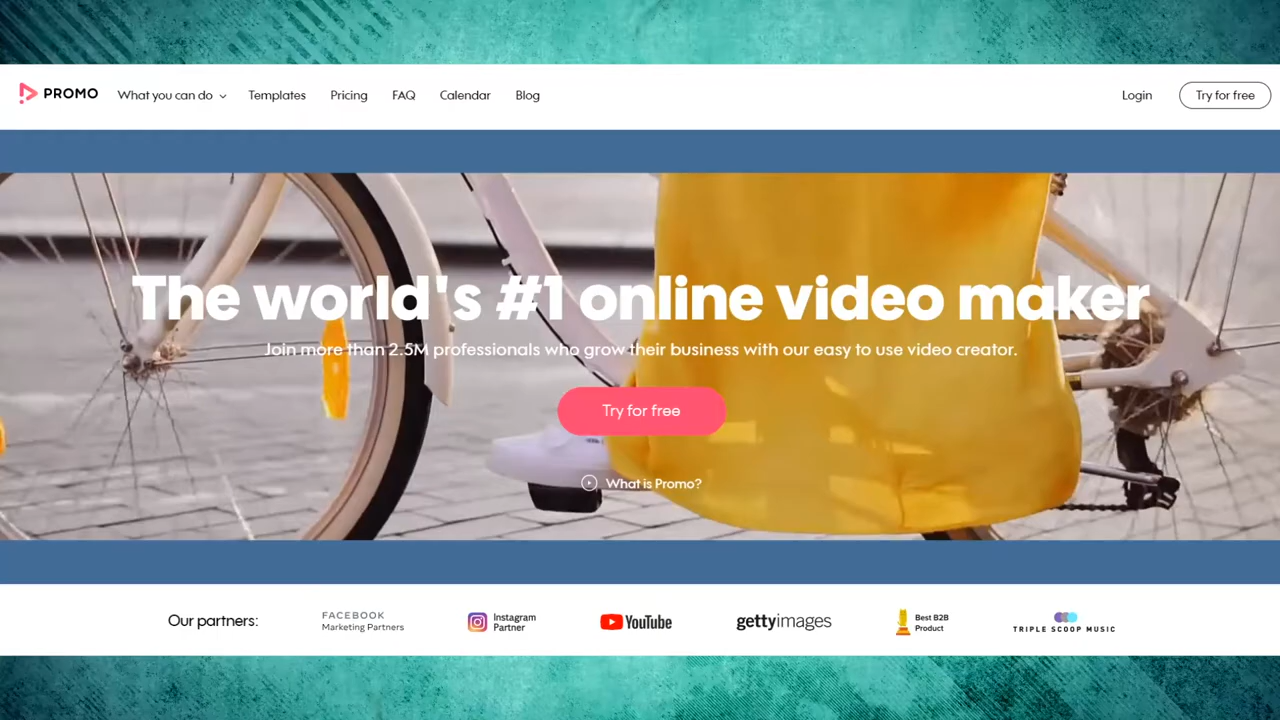 PROMO
What you can do
Templates
Pricing
FAQ
Calendar
Blog
Login
Try for free
The world's #1 online video maker
Join more than 2.5M professionals who grow their business with our easy to use video creator.
Try for free
What is Promo?
Our partners:
FACEBOOK
Marketing Partners
Instagram
Partner
YouTube
gettyimages
Best B2B
Product
TRIPLE SCOOP MUSIC